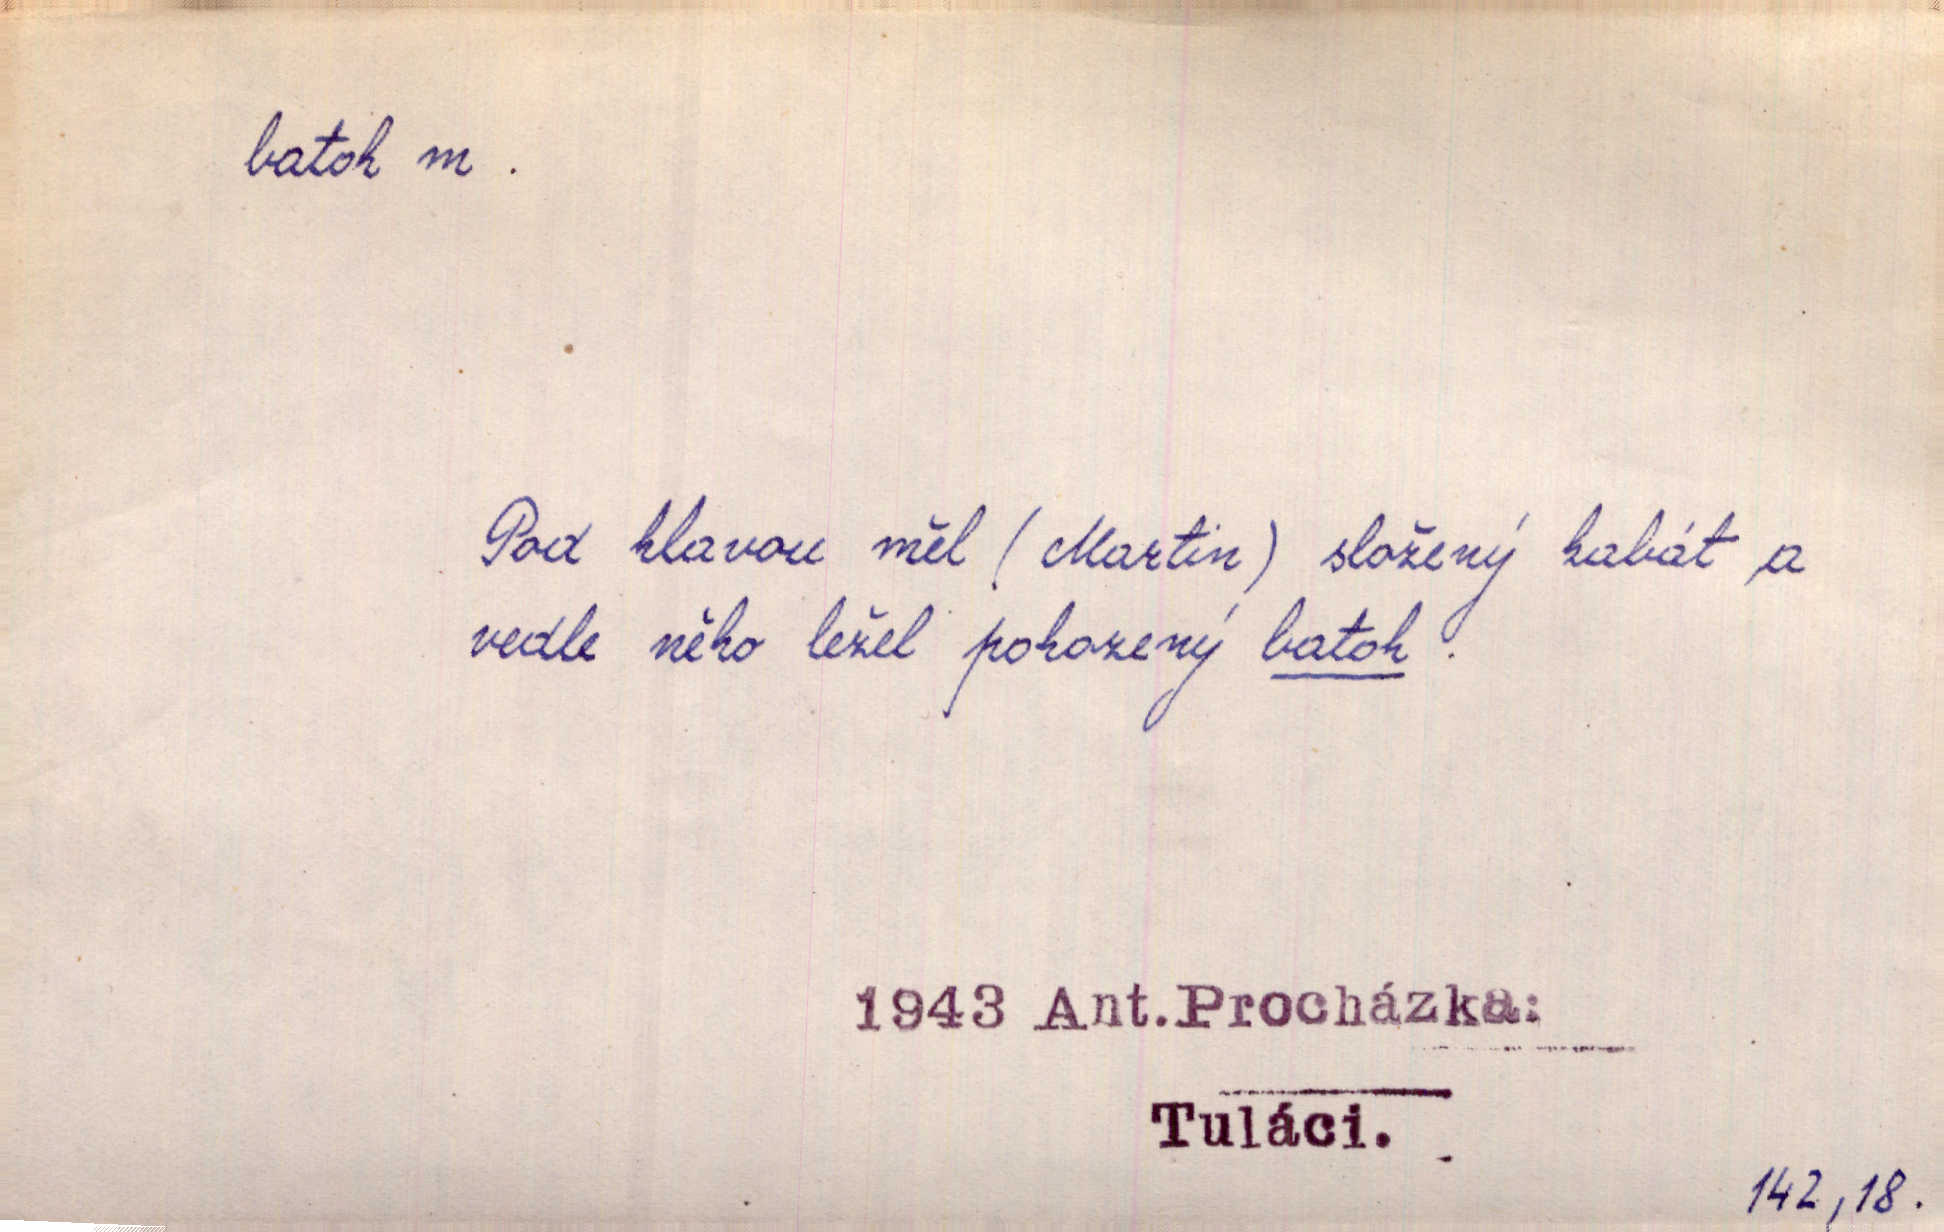 batoh m.
Pod hlavou měl (Martin) složený kabát a
vedle něho ležel pohozený batoh.
1943 Ant.Procházka:
Tuláci.
142,18.